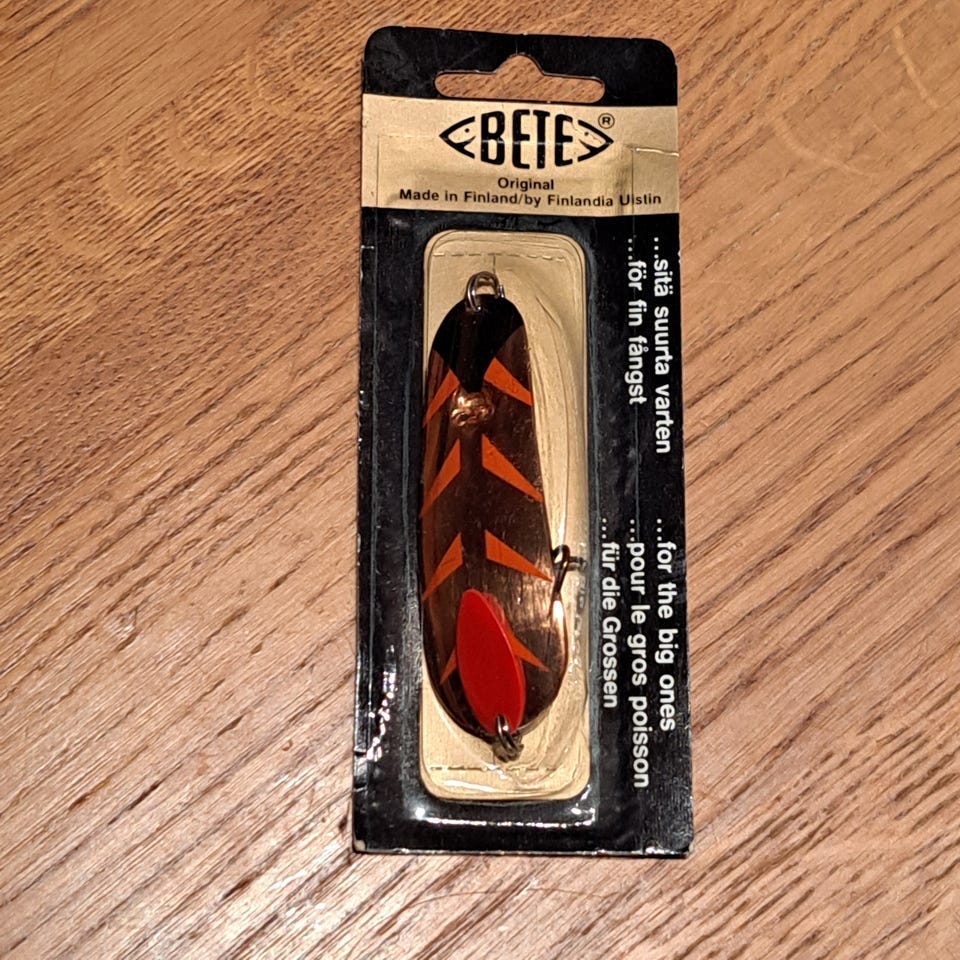 BETE®
Original
Made in Finland/by Finlandia Uistin
...sitä suurta varten
...för fin fångst
...for the big ones
...pour le gros poisson
...für die Grossen